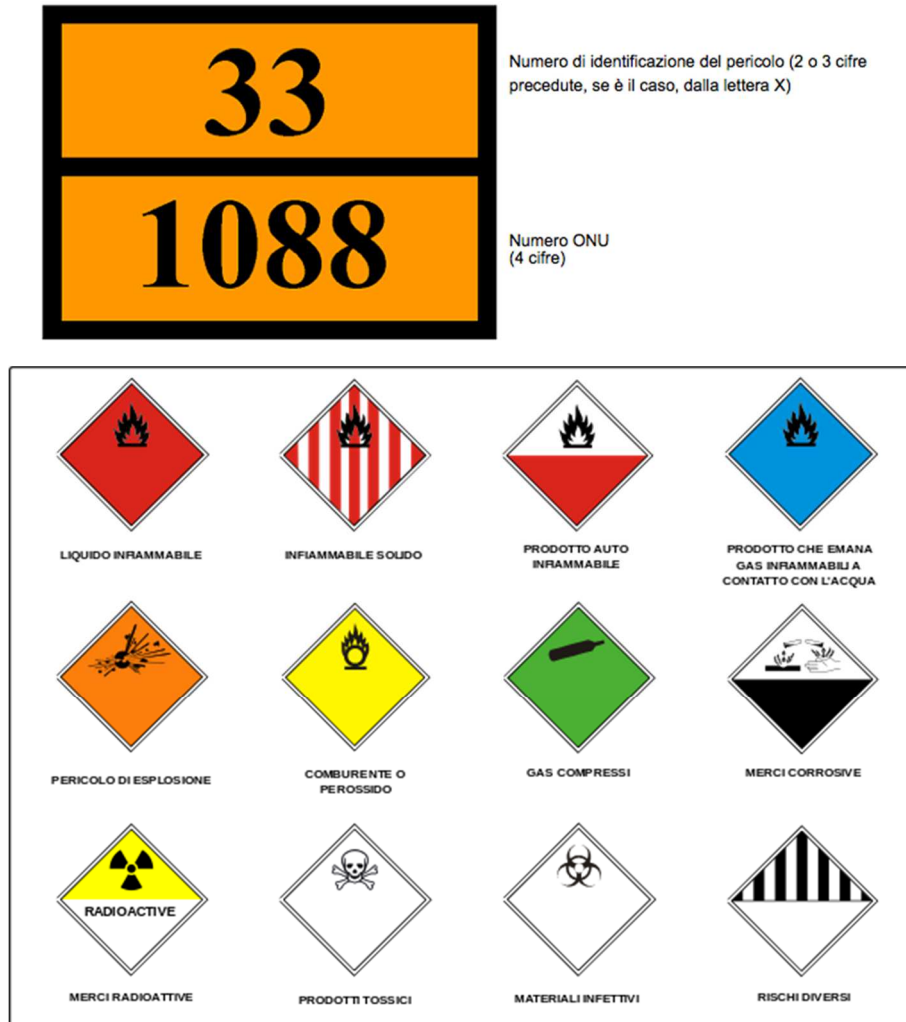 33
Numero di identificazione del pericolo (2 o 3 cifre
precedute, se è il caso, dalla lettera X)
1088
Numero ONU
(4 cifre)
LIQUIDO INFIAMMABILE
INFIAMMABILE SOLIDO
PRODOTTO AUTO
INFIAMMABILE
PRODOTTO CHE EMANA
GAS INFIAMMABILI A
CONTATTO CON L'ACQUA
PERICOLO DI ESPLOSIONE
COMBURENTE O
PEROSSIDO
GAS COMPRESSI
MERCI CORROSIVE
RADIOACTIVE
MERCI RADIOATTIVE
PRODOTTI TOSSICI
MATERIALI INFETTIVI
RISCHI DIVERSI